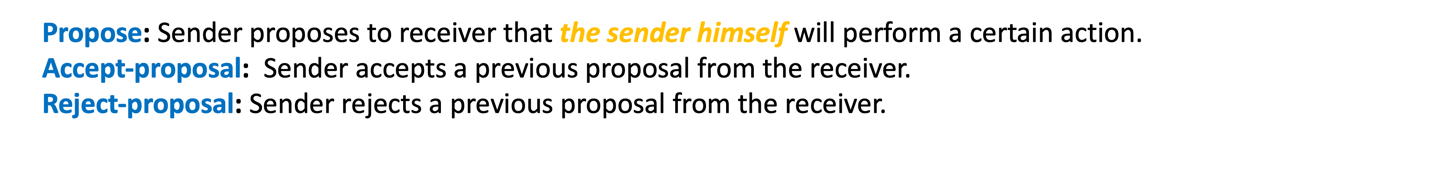 Propose: Sender proposes to receiver that the sender himself will perform a certain action.
Accept-proposal: Sender accepts a previous proposal from the receiver.
Reject-proposal: Sender rejects a previous proposal from the receiver.